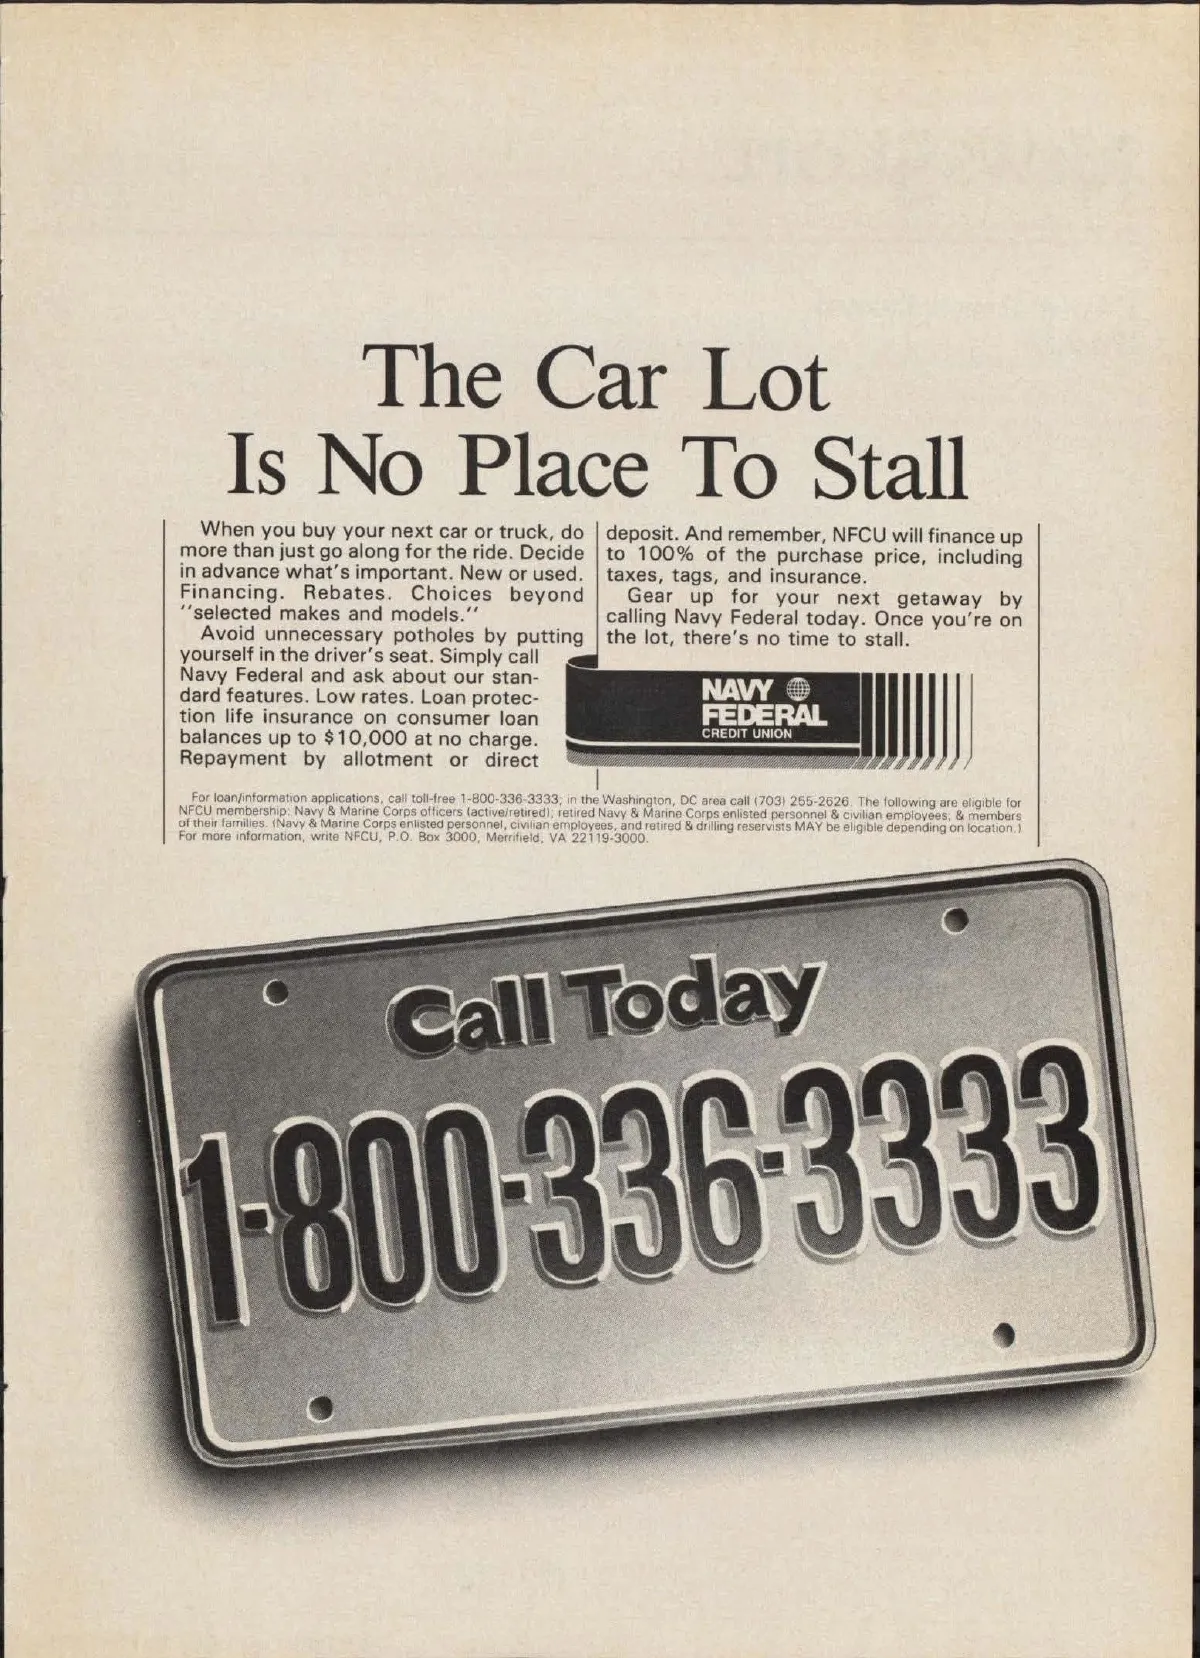 The Car Lot
Is No Place To Stall
When you buy your next car or truck, do
more than just go along for the ride. Decide
in advance what's important. New or used.
Financing. Rebates. Choices beyond
"selected makes and models."
Avoid unnecessary potholes by putting
yourself in the driver's seat. Simply call
Navy Federal and ask about our stan-
dard features. Low rates. Loan protec-
tion life insurance on consumer loan
balances up to $10,000 at no charge.
Repayment by allotment or direct
deposit. And remember, NFCU will finance up
to 100% of the purchase price, including
taxes, tags, and insurance.
Gear up for your next getaway by
calling Navy Federal today. Once you're on
the lot, there's no time to stall.
NAVY
FEDERAL
CREDIT UNION
For loan/information applications, call toll-free 1-800-336-3333; in the Washington, DC area call (703) 255-2626. The following are eligible for
NFCU membership: Navy & Marine Corps officers (active/retired); retired Navy & Marine Corps enlisted personnel & civilian employees; & members
of their families. (Navy & Marine Corps enlisted personnel, civilian employees, and retired & drilling reservists MAY be eligible depending on location.)
For more information, write NFCU, P.O. Box 3000, Merrifield, VA 22119-3000.
Call Today
1-800-336-3333